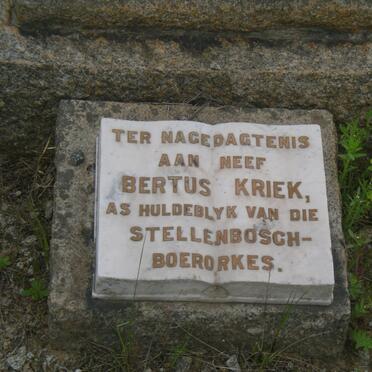 TER NAGEDAGTENIS
AAN NEEF
BERTUS KRIEK,
AS HULDEBLYK VAN DIE
STELLENBOSCH-
BOERORKES.